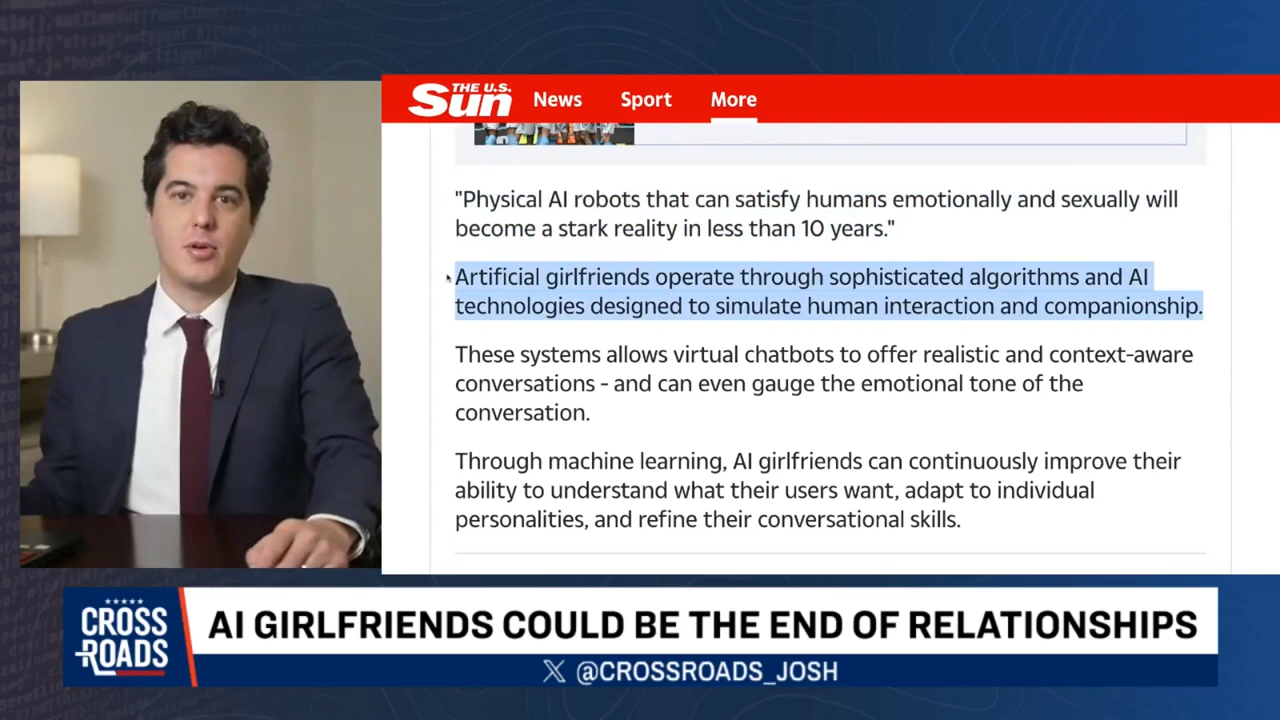 THE U.S.
Sun
News
Sport
More
"Physical AI robots that can satisfy humans emotionally and sexually will
become a stark reality in less than 10 years."
Artificial girlfriends operate through sophisticated algorithms and AI
technologies designed to simulate human interaction and companionship.
These systems allows virtual chatbots to offer realistic and context-aware
conversations - and can even gauge the emotional tone of the
conversation.
Through machine learning, AI girlfriends can continuously improve their
ability to understand what their users want, adapt to individual
personalities, and refine their conversational skills.
CROSS
ROADS
AI GIRLFRIENDS COULD BE THE END OF RELATIONSHIPS
X @CROSSROADS_JOSH